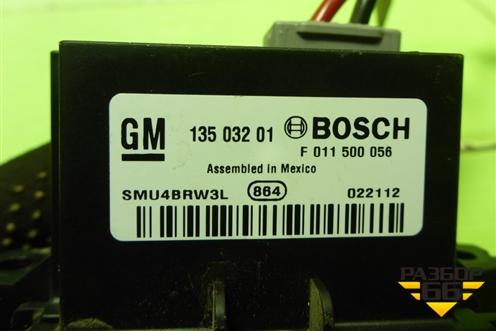 GM 135 032 01 BOSCH
F 011 500 056
Assembled in Mexico
SMU4BRW3L 864 022112
РАЗБОР
66